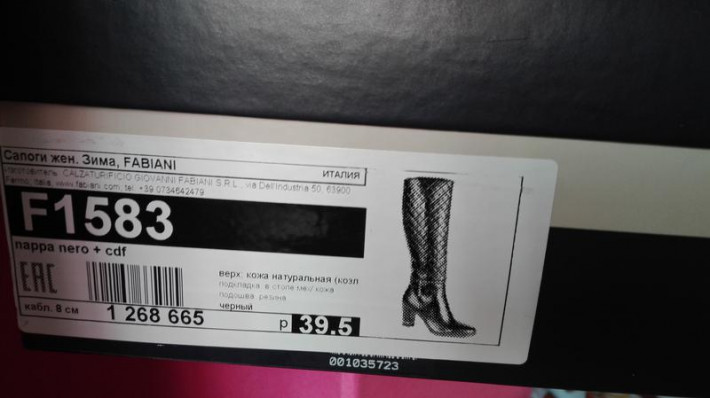 Сапоги жен. Зима, FABIANI
ИТАЛИЯ
CALZATURIFICIO GIOVANNI FABIANI S.R.L., via Dell'industria 50, 63900
Fermo, Italia, www.fabiani.com, tel. +39 0734642479
F1583
nappa nero + cdf
EAC
верх: кожа натуральная (козл
подкладка: в стопе мех/ кожа
подошва: резина
черный
кабл. 8 см
1 268 665
р 39.5
001035723